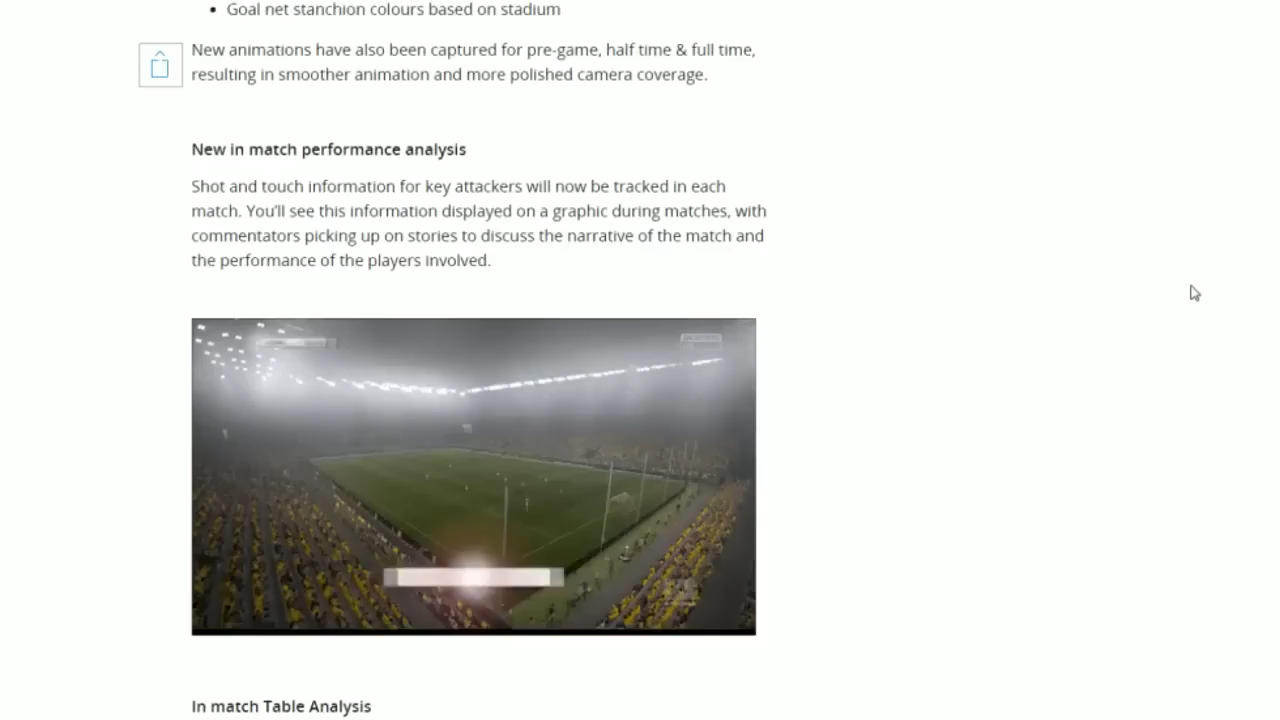 Goal net stanchion colours based on stadium
New animations have also been captured for pre-game, half time & full time,
resulting in smoother animation and more polished camera coverage.
New in match performance analysis
Shot and touch information for key attackers will now be tracked in each
match. You'll see this information displayed on a graphic during matches, with
commentators picking up on stories to discuss the narrative of the match and
the performance of the players involved.
In match Table Analysis